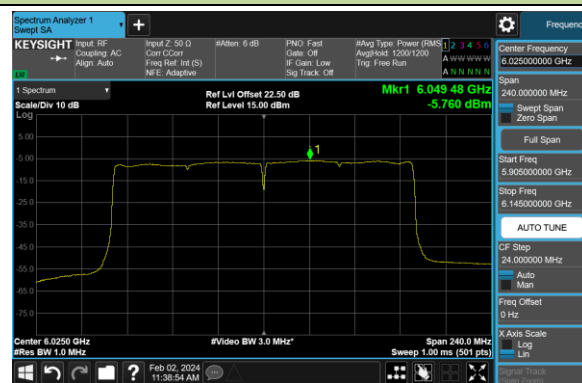 Spectrum Analyzer 1
Swept SA
Frequen
KEYSIGHT
Input: RF
Coupling: AC
Align: Auto
Input Z: 50 Ω
Corr CCorr
Freq Ref: Int (S)
NFE: Adaptive
#Atten: 6 dB
PNO: Fast
Gate: Off
IF Gain: Low
Sig Track: Off
#Avg Type: Power (RMS
Avg|Hold: 1200/1200
Trig: Free Run
1 2 3 4 5 6
A W W W W W
A N N N N N
LXI
1 Spectrum
Scale/Div 10 dB
Log
Ref Lvl Offset 22.50 dB
Ref Level 15.00 dBm
Mkr1 6.049 48 GHz
-5.760 dBm
5.00
-5.00
-15.0
-25.0
-35.0
-45.0
-55.0
-65.0
-75.0
1
Center 6.0250 GHz
#Res BW 1.0 MHz
#Video BW 3.0 MHz*
Span 240.0 MHz
Sweep 1.00 ms (501 pts)
Center Frequency
6.025000000 GHz
Span
240.000000 MHz
Swept Span
Zero Span
Full Span
Start Freq
5.905000000 GHz
Stop Freq
6.145000000 GHz
AUTO TUNE
CF Step
24.000000 MHz
Auto
Man
Freq Offset
0 Hz
X Axis Scale
Log
Lin
Signal Track
Feb 02, 2024
11:38:54 AM
?